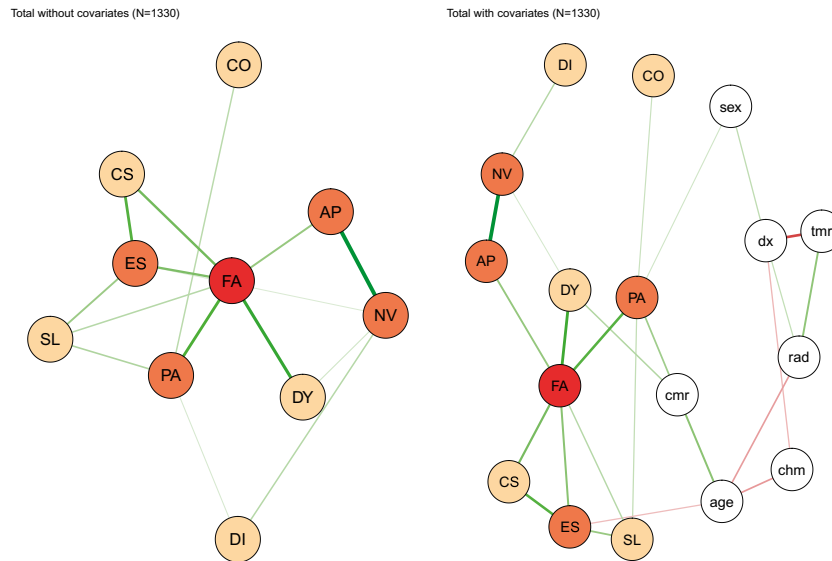 Total without covariates (N=1330)
CO
CS
AP
ES
FA
NV
SL
PA
DY
DI
Total with covariates (N=1330)
DI
CO
sex
NV
tmr
dx
AP
DY
PA
rad
FA
cmr
chm
CS
age
ES
SL